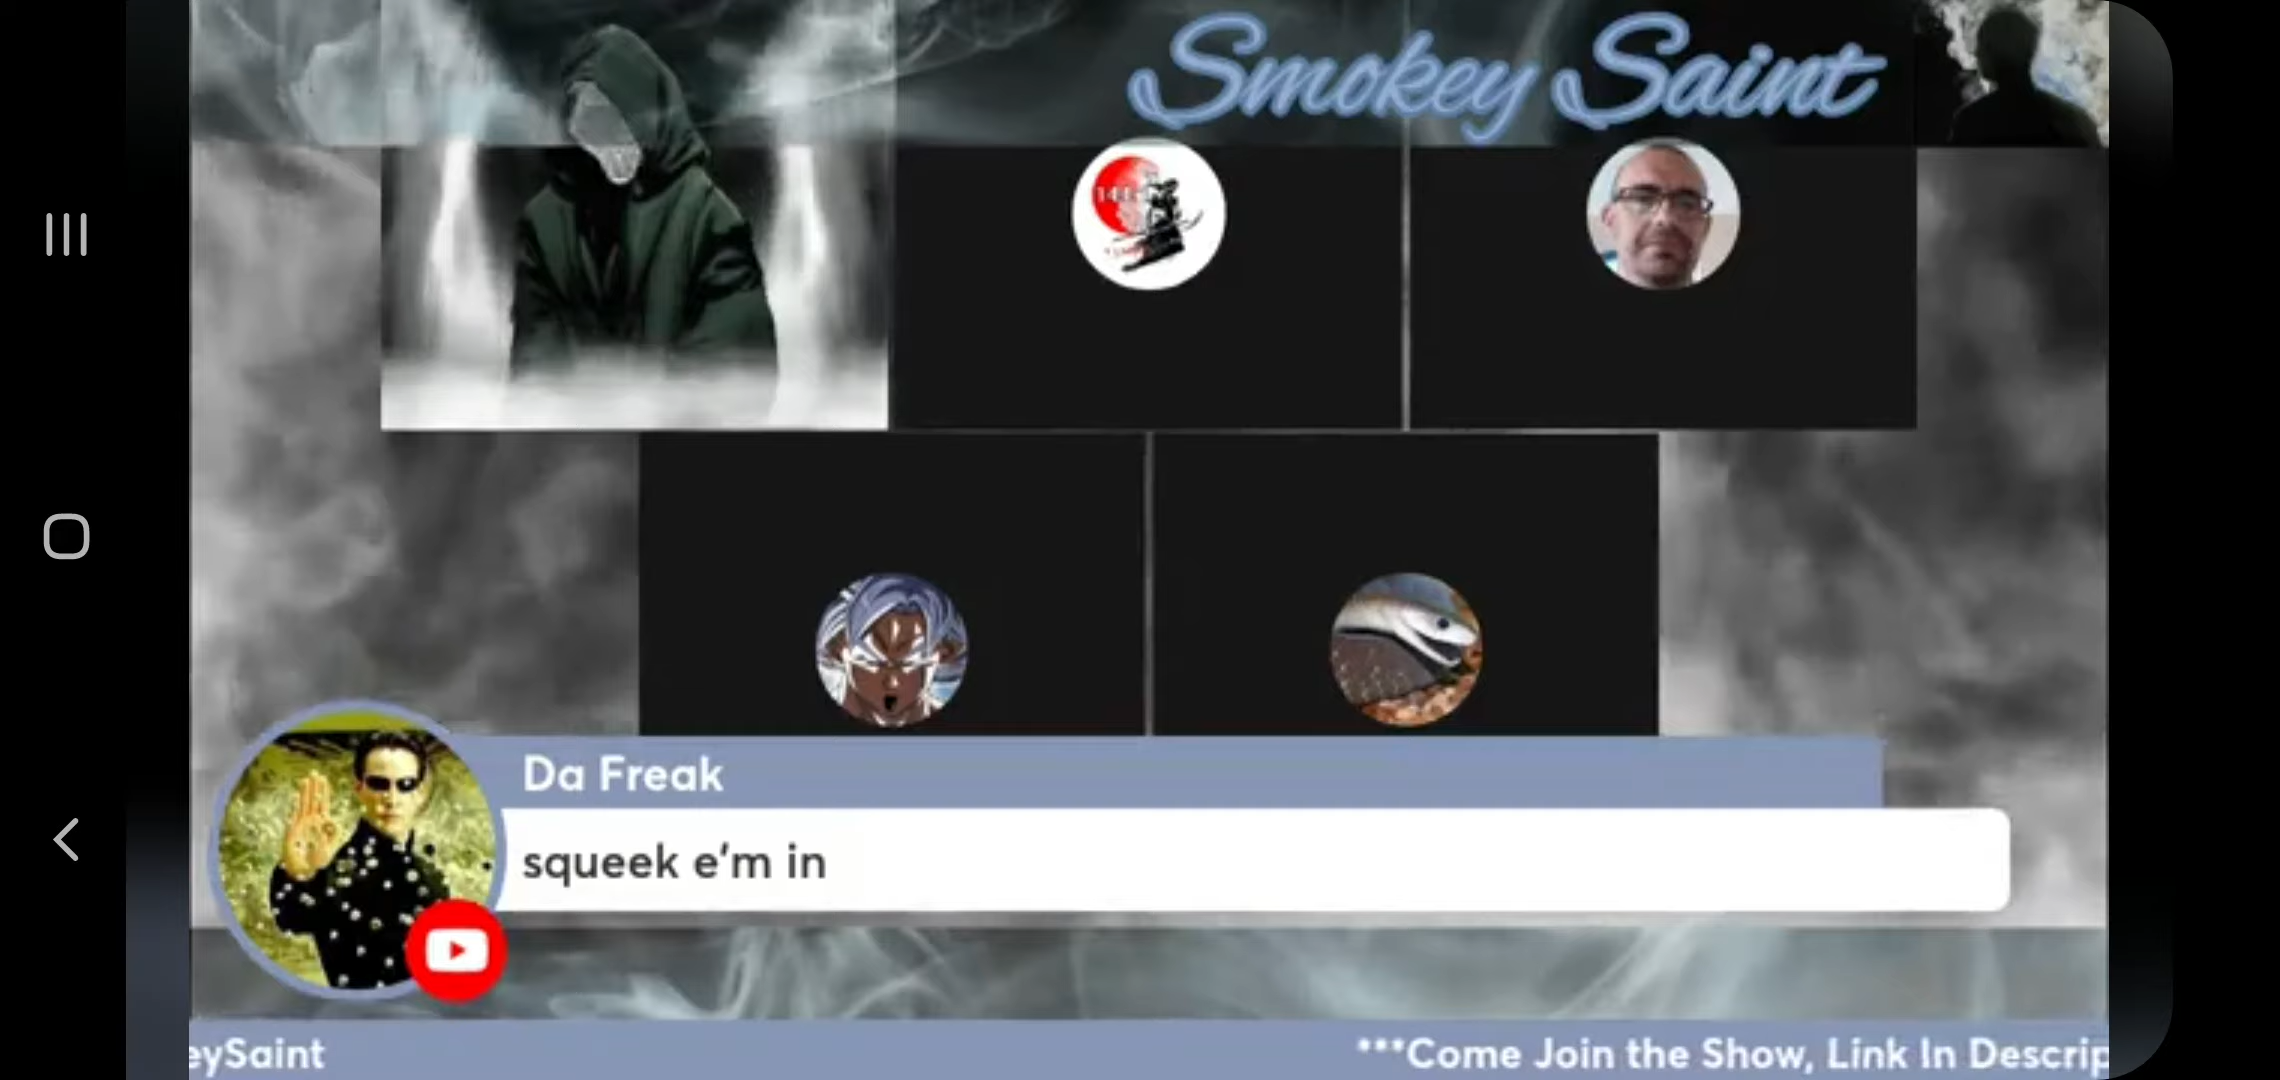 Smokey Saint
Da Freak
squeek e'm in
eySaint
***Come Join the Show, Link In Descrip